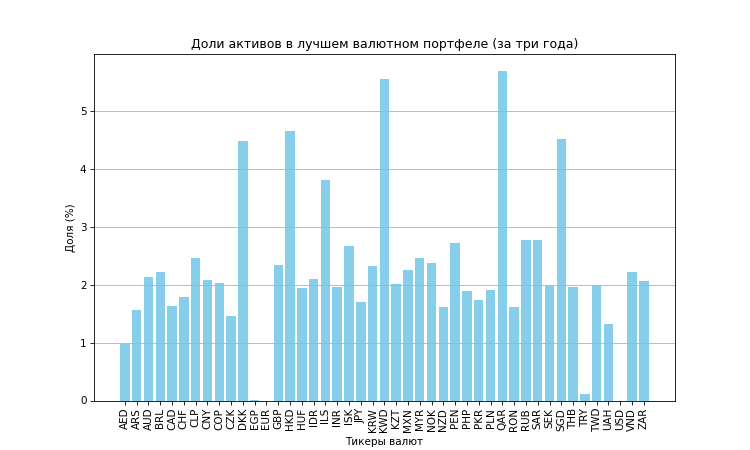 Доли активов в лучшем валютном портфеле (за три года)
Доля (%)
5
4
3
2
1
0
AED ARS AUD BRL CAD CHF CLP CNY COP CZK DKK EGP EUR GBP HKD HUF IDR ILS INR ISK JPY KRW KWD KZT MXN MYR NOK NZD PEN PHP PKR PLN QAR RON RUB SAR SEK SGD THB TRY TWD UAH USD VND ZAR
Тикеры валют